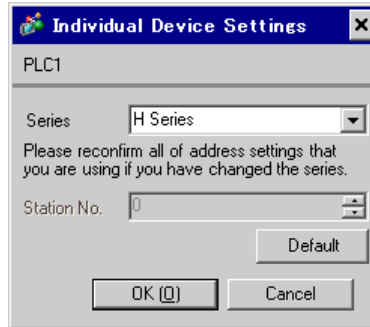 Individual Device Settings
PLC1
Series H Series
Please reconfirm all of address settings that
you are using if you have changed the series.
Station No. 0
Default
OK (O) Cancel